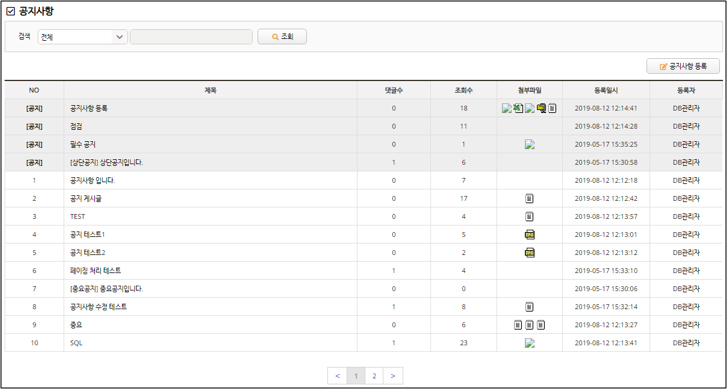 공지사항
검색 전체 조회
공지사항 등록
NO 제목 댓글수 조회수 첨부파일 등록일시 등록자
[공지] 공지사항 등록 0 18 2019-08-12 12:14:41 DB관리자
[공지] 점검 0 11 2019-08-12 12:14:28 DB관리자
[공지] 필수 공지 0 1 2019-05-17 15:35:25 DB관리자
[공지] [상단공지] 상단공지입니다. 1 6 2019-05-17 15:30:58 DB관리자
1 공지사항 입니다. 0 7 2019-08-12 12:12:18 DB관리자
2 공지 게시글 0 17 2019-08-12 12:12:42 DB관리자
3 TEST 0 4 2019-08-12 12:13:57 DB관리자
4 공지 테스트1 0 5 2019-08-12 12:13:01 DB관리자
5 공지 테스트2 0 2 2019-08-12 12:13:12 DB관리자
6 페이징 처리 테스트 1 4 2019-05-17 15:33:10 DB관리자
7 [중요공지] 중요공지입니다. 0 0 2019-05-17 15:30:06 DB관리자
8 공지사항 수정 테스트 1 8 2019-05-17 15:32:14 DB관리자
9 중요 0 6 2019-08-12 12:13:27 DB관리자
10 SQL 1 23 2019-08-12 12:13:41 DB관리자
< 1 2 >